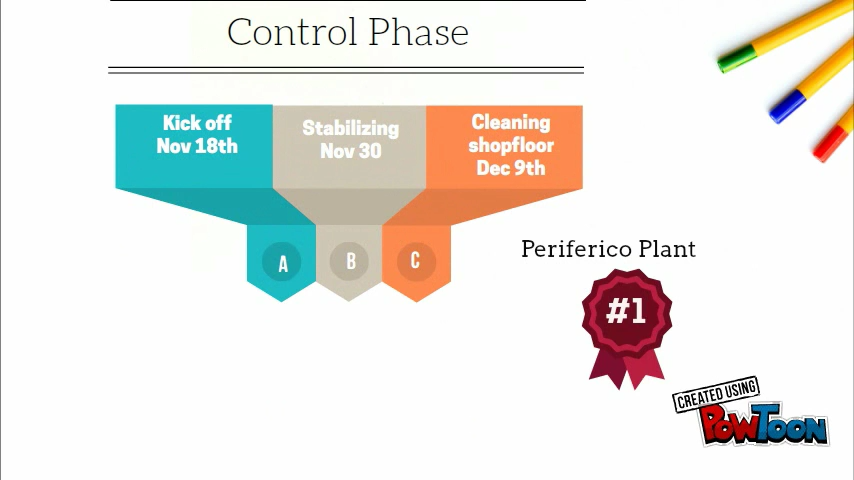 Control Phase
Kick off
Nov 18th
Stabilizing
Nov 30
Cleaning
shopfloor
Dec 9th
A
B
C
Periferico Plant
#1
CREATED USING
POWTOON